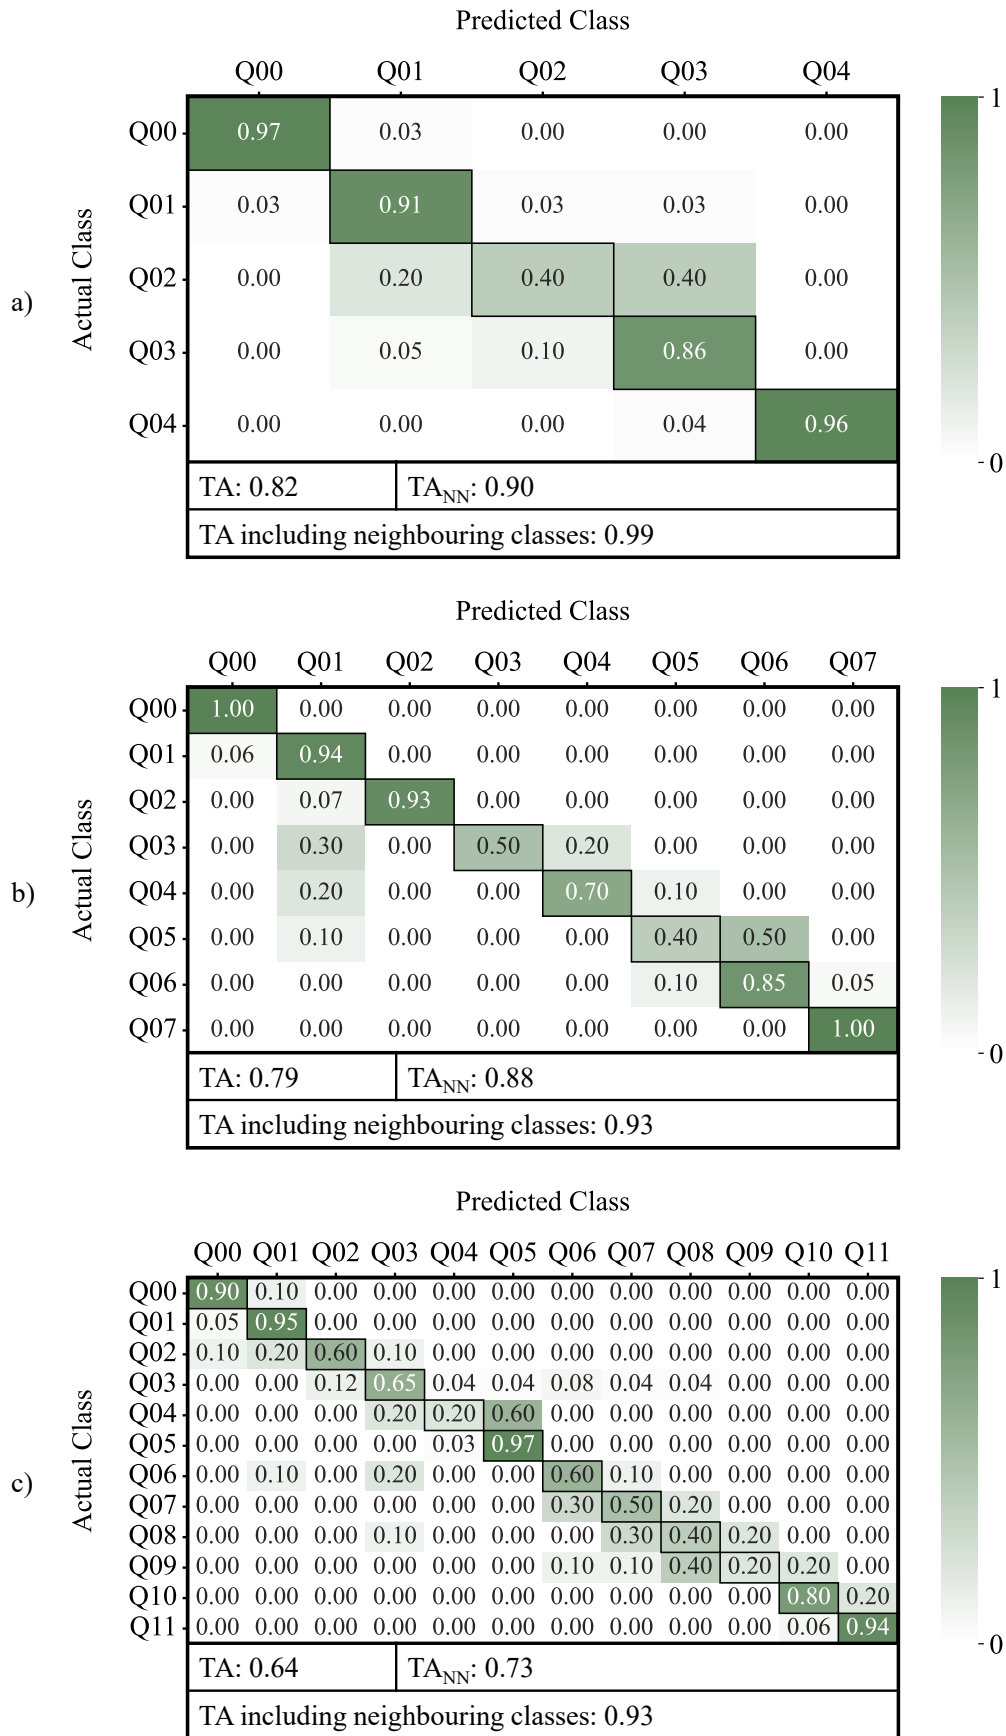 Predicted Class
Q00 Q01 Q02 Q03 Q04
1
Q00 0.97 0.03 0.00 0.00 0.00
Q01 0.03 0.91 0.03 0.03 0.00
Q02 0.00 0.20 0.40 0.40 0.00
a)
Actual Class
Q03 0.00 0.05 0.10 0.86 0.00
Q04 0.00 0.00 0.00 0.04 0.96
0
TA: 0.82 TANN: 0.90
TA including neighbouring classes: 0.99
Predicted Class
Q00 Q01 Q02 Q03 Q04 Q05 Q06 Q07
1
Q00 1.00 0.00 0.00 0.00 0.00 0.00 0.00 0.00
Q01 0.06 0.94 0.00 0.00 0.00 0.00 0.00 0.00
Q02 0.00 0.07 0.93 0.00 0.00 0.00 0.00 0.00
Q03 0.00 0.30 0.00 0.50 0.20 0.00 0.00 0.00
b)
Actual Class
Q04 0.00 0.20 0.00 0.00 0.70 0.10 0.00 0.00
Q05 0.00 0.10 0.00 0.00 0.00 0.40 0.50 0.00
Q06 0.00 0.00 0.00 0.00 0.00 0.10 0.85 0.05
Q07 0.00 0.00 0.00 0.00 0.00 0.00 0.00 1.00
0
TA: 0.79 TANN: 0.88
TA including neighbouring classes: 0.93
Predicted Class
Q00 Q01 Q02 Q03 Q04 Q05 Q06 Q07 Q08 Q09 Q10 Q11
1
Q00 0.90 0.10 0.00 0.00 0.00 0.00 0.00 0.00 0.00 0.00 0.00 0.00
Q01 0.05 0.95 0.00 0.00 0.00 0.00 0.00 0.00 0.00 0.00 0.00 0.00
Q02 0.10 0.20 0.60 0.10 0.00 0.00 0.00 0.00 0.00 0.00 0.00 0.00
Q03 0.00 0.00 0.12 0.65 0.04 0.04 0.08 0.04 0.04 0.00 0.00 0.00
Q04 0.00 0.00 0.00 0.20 0.20 0.60 0.00 0.00 0.00 0.00 0.00 0.00
Q05 0.00 0.00 0.00 0.00 0.03 0.97 0.00 0.00 0.00 0.00 0.00 0.00
c)
Actual Class
Q06 0.00 0.10 0.00 0.20 0.00 0.00 0.60 0.10 0.00 0.00 0.00 0.00
Q07 0.00 0.00 0.00 0.00 0.00 0.00 0.30 0.50 0.20 0.00 0.00 0.00
Q08 0.00 0.00 0.00 0.10 0.00 0.00 0.00 0.30 0.40 0.20 0.00 0.00
Q09 0.00 0.00 0.00 0.00 0.00 0.00 0.10 0.10 0.40 0.20 0.20 0.00
Q10 0.00 0.00 0.00 0.00 0.00 0.00 0.00 0.00 0.00 0.00 0.80 0.20
Q11 0.00 0.00 0.00 0.00 0.00 0.00 0.00 0.00 0.00 0.00 0.06 0.94
0
TA: 0.64 TANN: 0.73
TA including neighbouring classes: 0.93